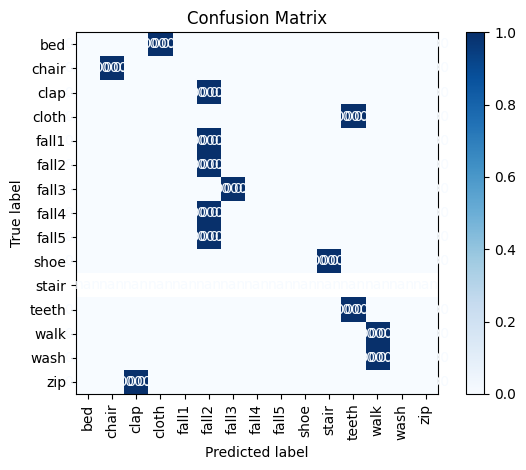 Confusion Matrix
bed
chair
clap
cloth
fall1
fall2
fall3
fall4
fall5
shoe
stair
teeth
walk
wash
zip
True label
bed chair clap cloth fall1 fall2 fall3 fall4 fall5 shoe stair teeth walk wash zip
Predicted label
1.0
0.8
0.6
0.4
0.2
0.0